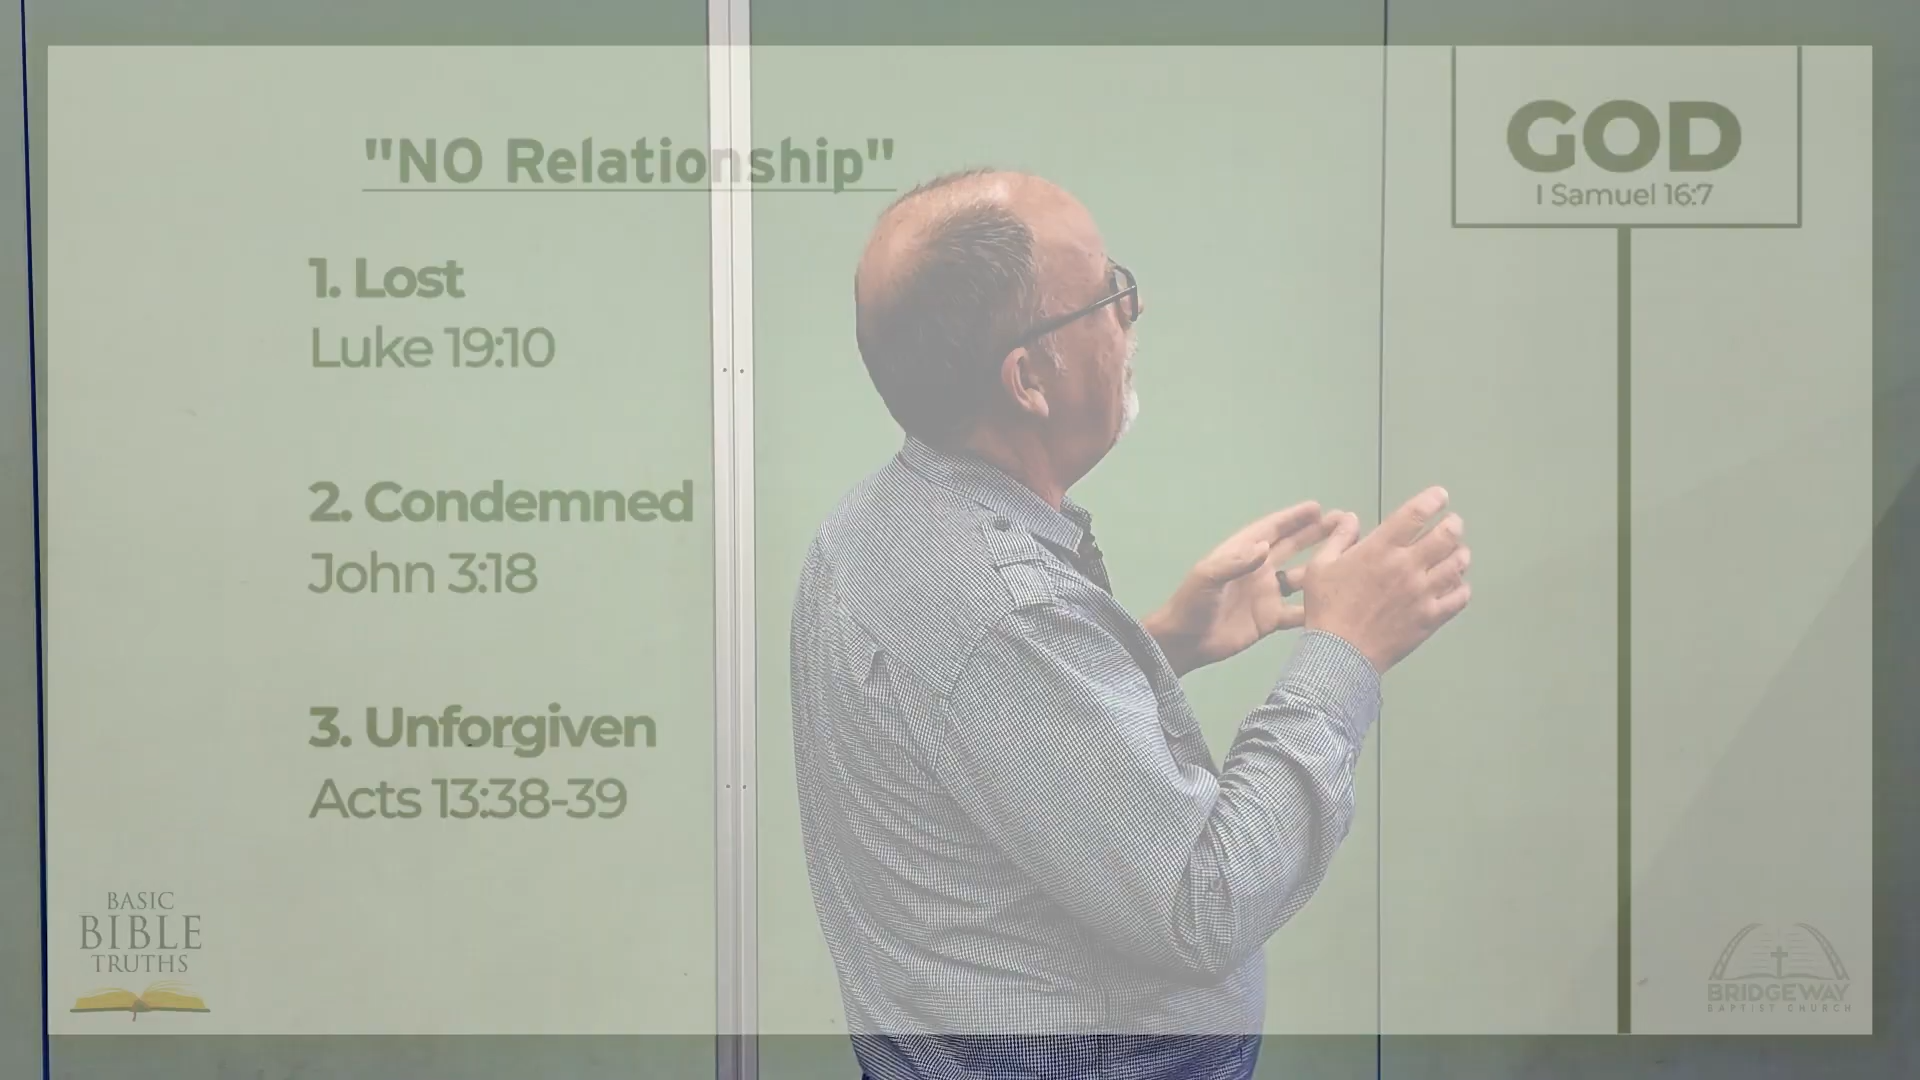 "NO Relationship"
1. Lost
Luke 19:10
2. Condemned
John 3:18
3. Unforgiven
Acts 13:38-39
GOD
I Samuel 16:7
BASIC
BIBLE
TRUTHS
BRIDGEWAY
BAPTIST CHURCH